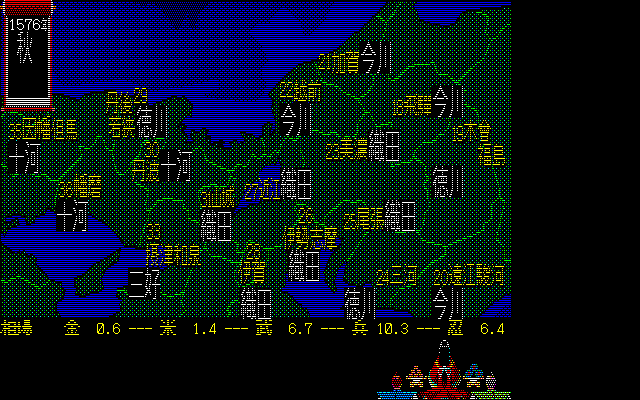 1576年
秋
21加賀 今川
22越前
今川
18飛騨 今川
19木曾
福島
徳川
丹後29
若狭 徳川
35因幡但馬
十河
30
丹波 十河
23美濃 織田
36播磨
十河
31山城
織田
27近江 織田
26
伊勢志摩
織田
25尾張 織田
33
摂津和泉
三好
28
伊賀
織田
24三河
徳川
20遠江駿河
今川
相場 金 0.6 --- 米 1.4 --- 武 6.7 --- 兵 10.3 --- 忍 6.4